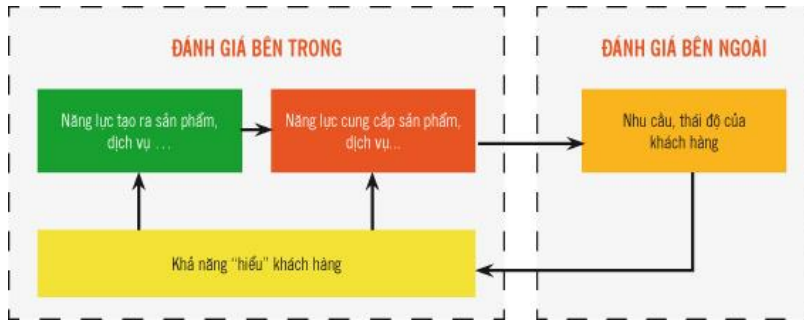 ĐÁNH GIÁ BÊN TRONG
Năng lực tạo ra sản phẩm,
dịch vụ ...
Năng lực cung cấp sản phẩm,
dịch vụ...
Khả năng “hiểu” khách hàng
ĐÁNH GIÁ BÊN NGOÀI
Nhu cầu, thái độ của
khách hàng